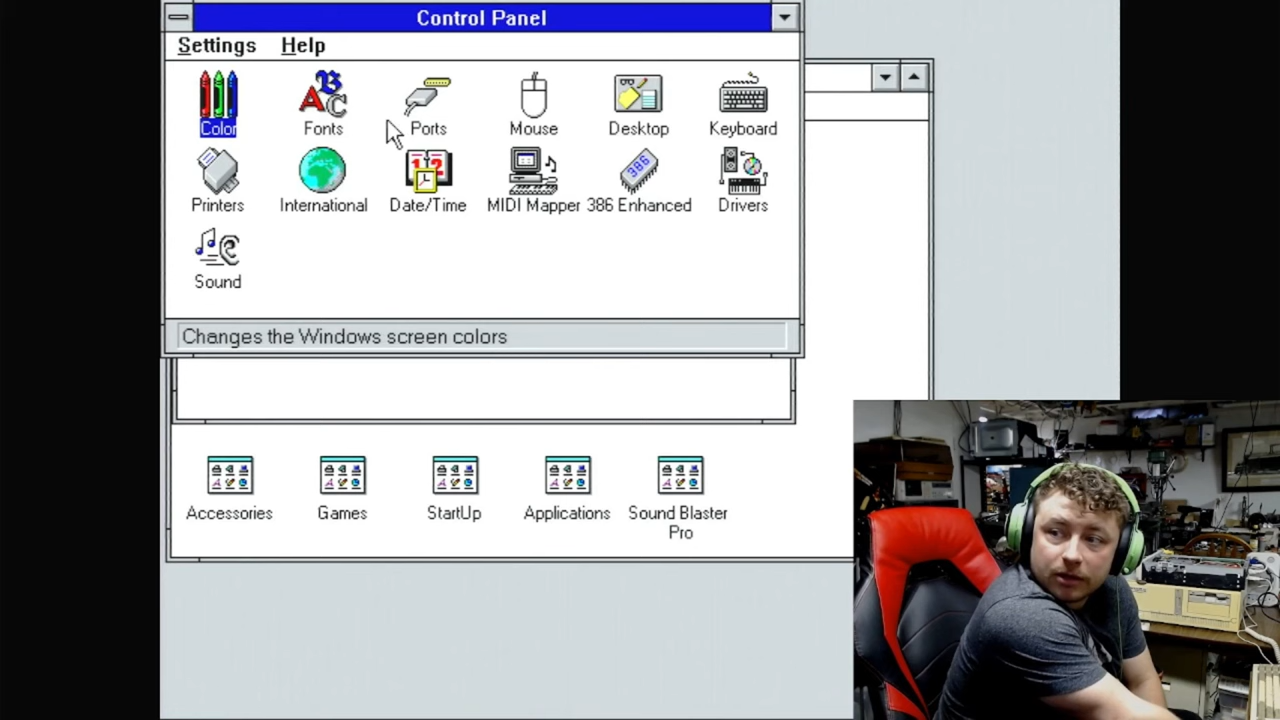 Control Panel
Settings Help
Color Fonts Ports Mouse Desktop Keyboard
Printers International Date/Time MIDI Mapper 386 Enhanced Drivers
Sound
Changes the Windows screen colors
Accessories Games StartUp Applications Sound Blaster
Pro